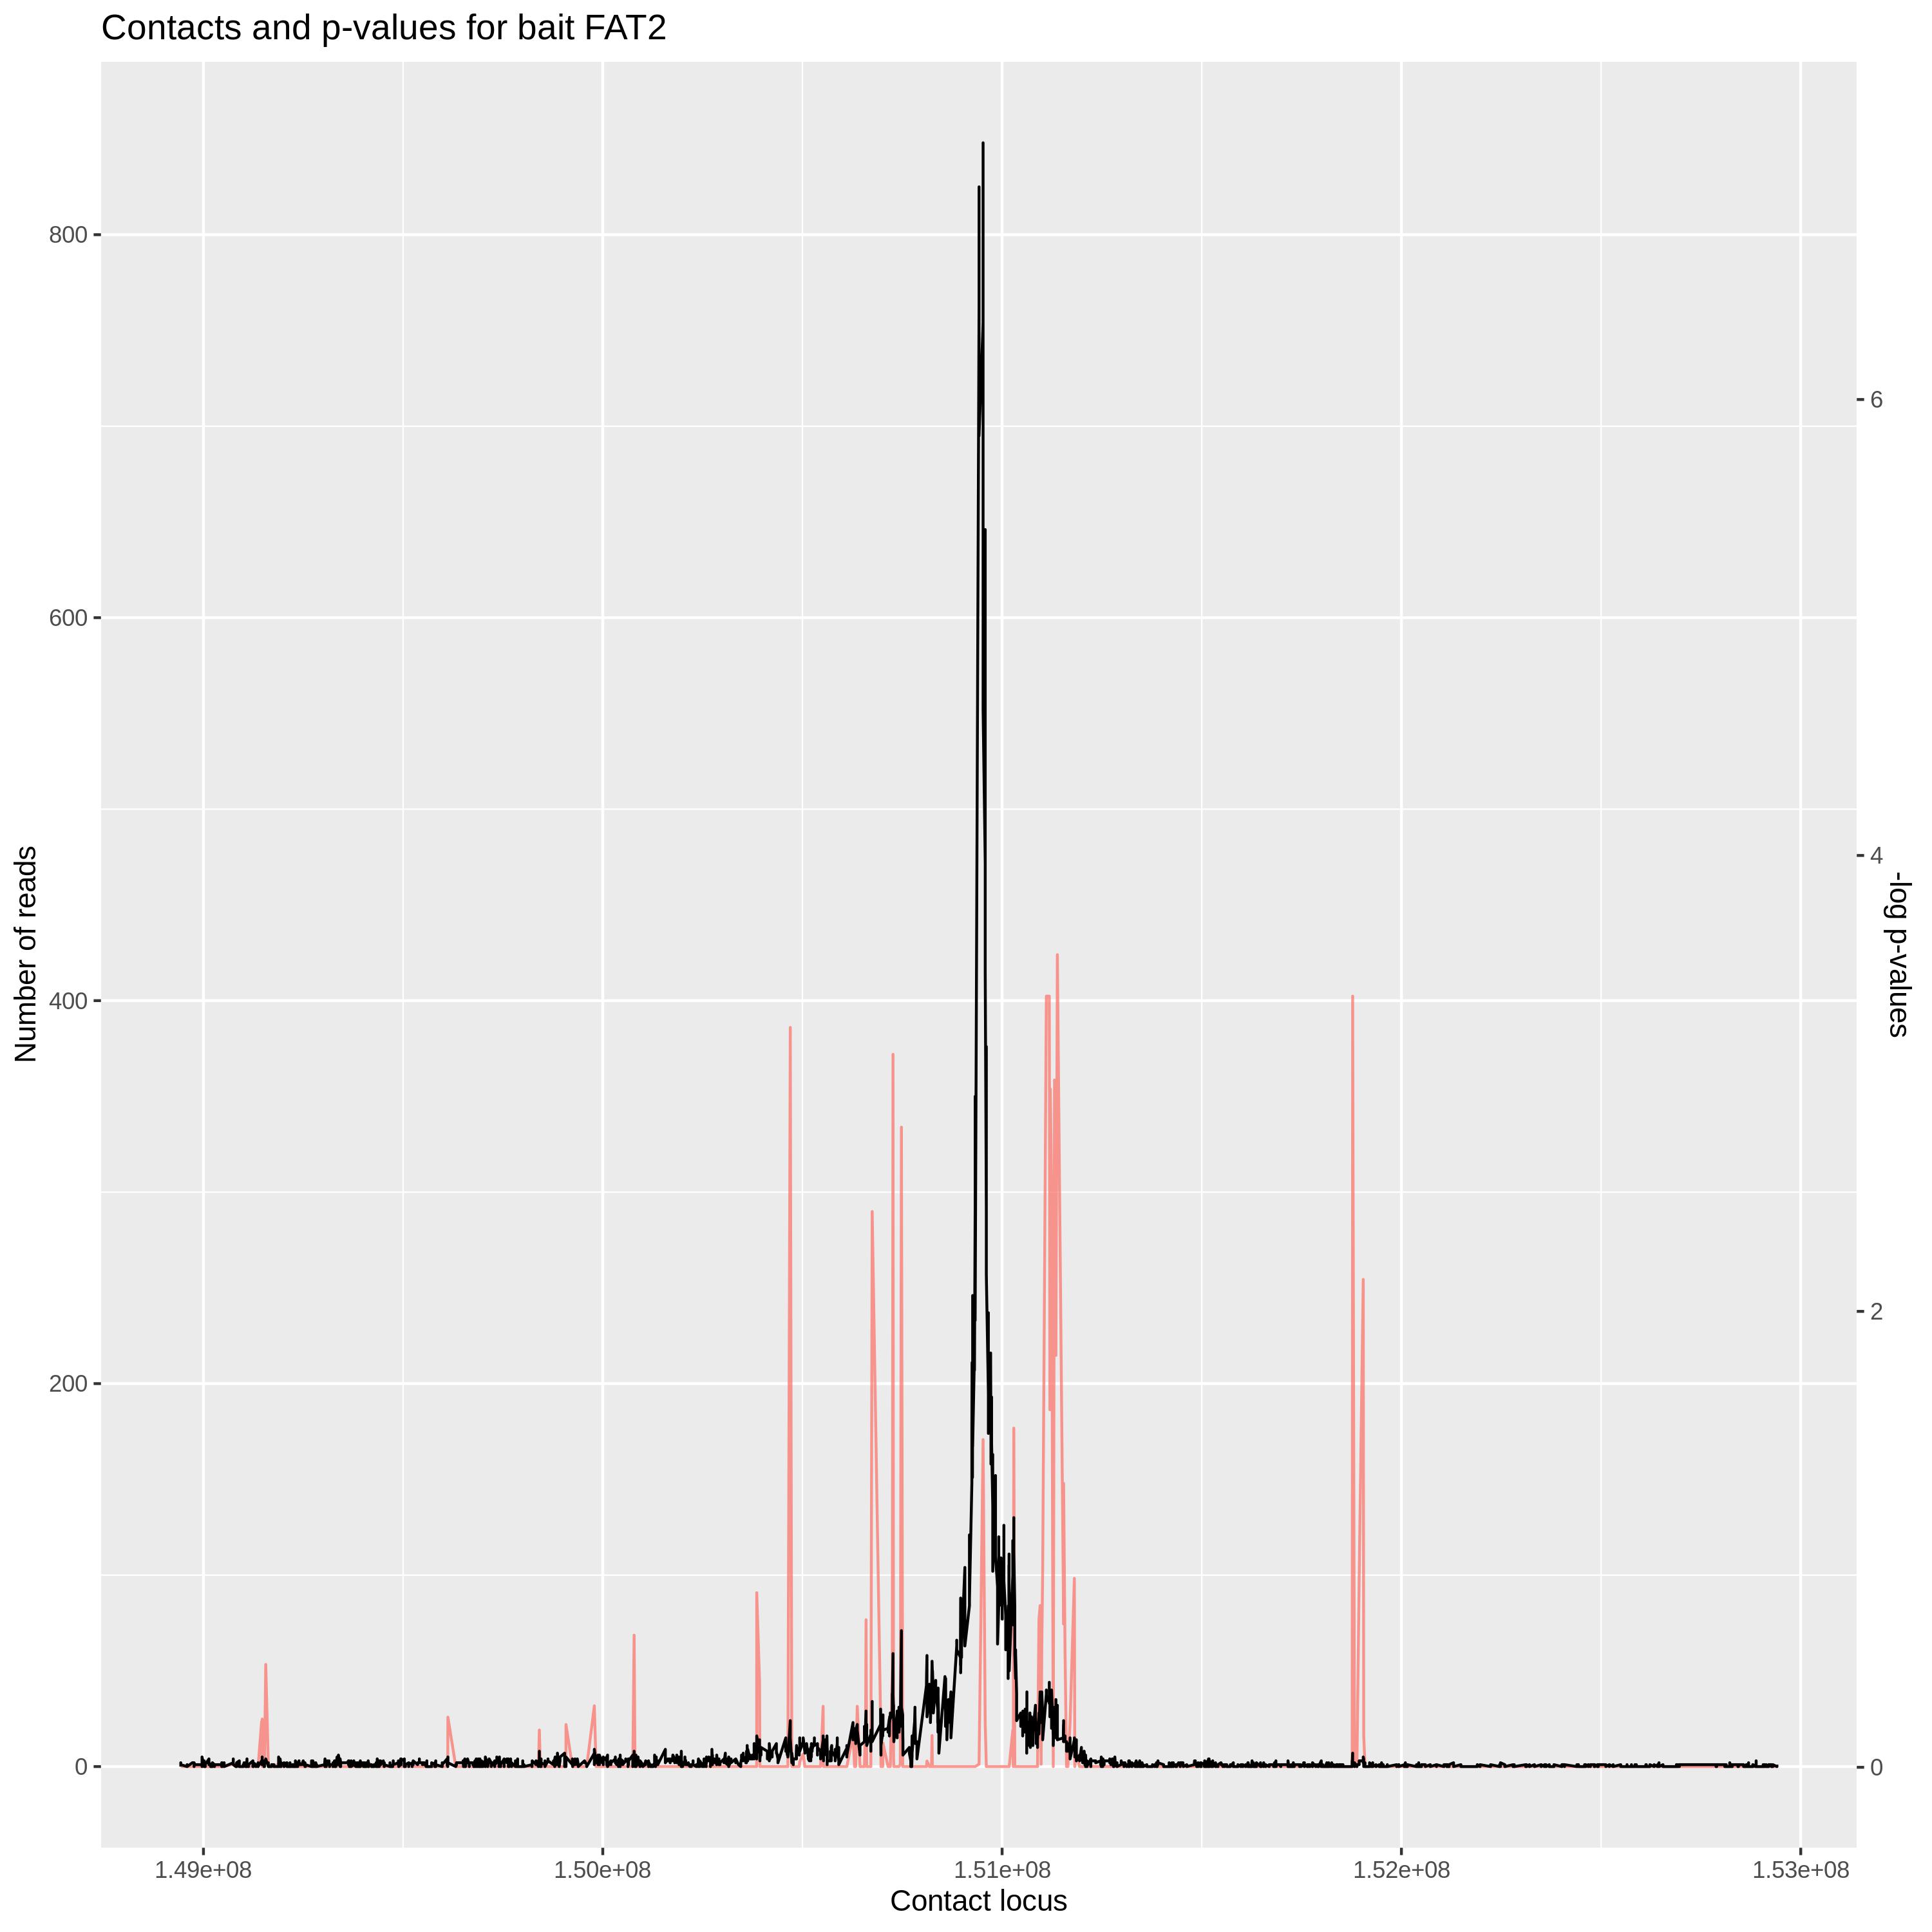 Contacts and p-values for bait FAT2
800
600
400
200
0
Number of reads
6
4
2
0
-log p-values
1.49e+08
1.50e+08
1.51e+08
1.52e+08
1.53e+08
Contact locus